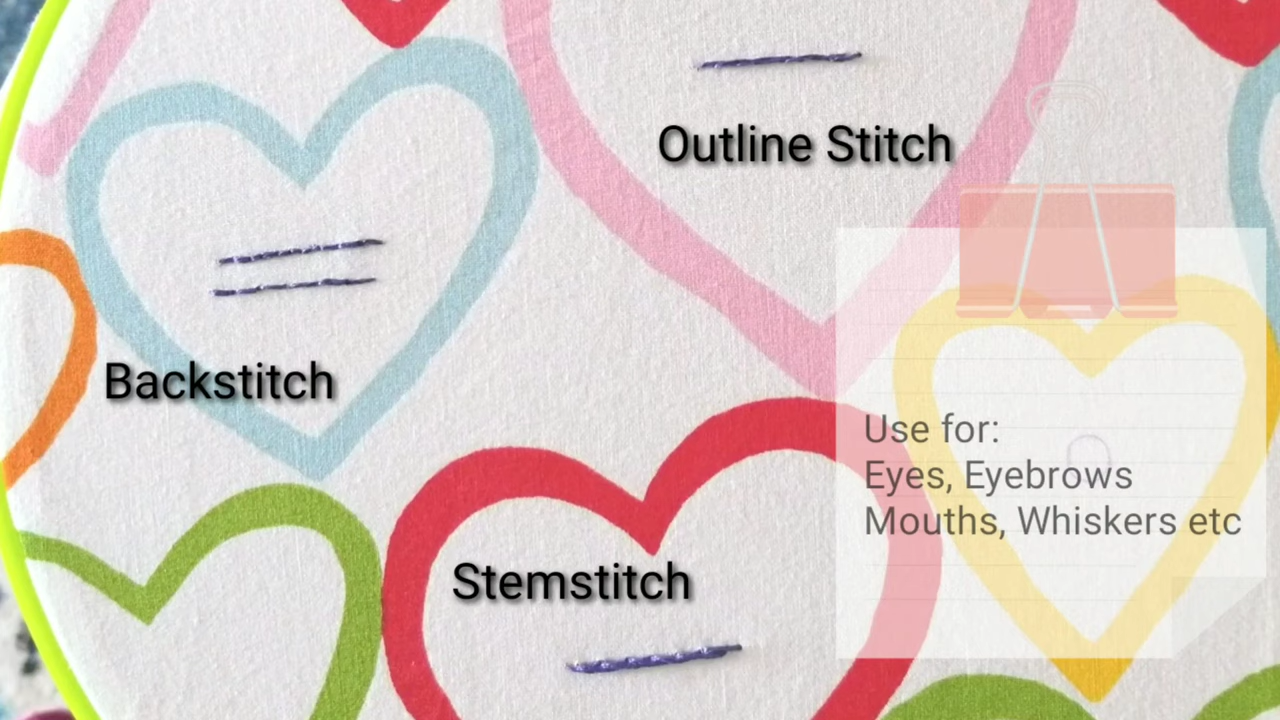 Outline Stitch
Backstitch
Stemstitch
Use for:
Eyes, Eyebrows
Mouths, Whiskers etc